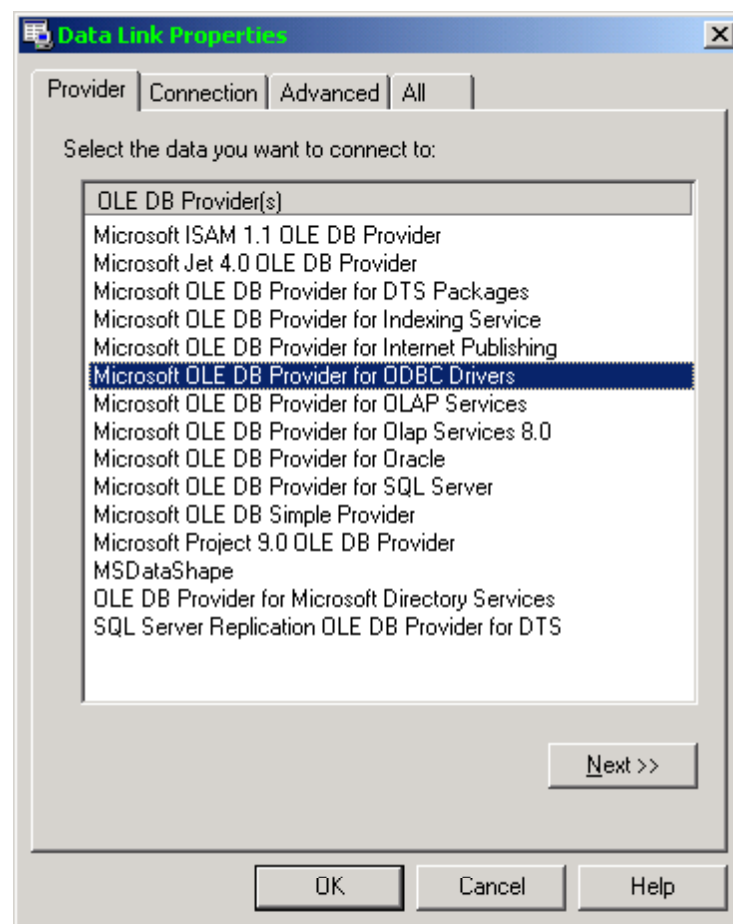 Data Link Properties
Provider Connection Advanced All
Select the data you want to connect to:
OLE DB Provider(s)
Microsoft ISAM 1.1 OLE DB Provider
Microsoft Jet 4.0 OLE DB Provider
Microsoft OLE DB Provider for DTS Packages
Microsoft OLE DB Provider for Indexing Service
Microsoft OLE DB Provider for Internet Publishing
Microsoft OLE DB Provider for ODBC Drivers
Microsoft OLE DB Provider for OLAP Services
Microsoft OLE DB Provider for Olap Services 8.0
Microsoft OLE DB Provider for Oracle
Microsoft OLE DB Provider for SQL Server
Microsoft OLE DB Simple Provider
Microsoft Project 9.0 OLE DB Provider
MSDataShape
OLE DB Provider for Microsoft Directory Services
SQL Server Replication OLE DB Provider for DTS
Next >>
OK Cancel Help